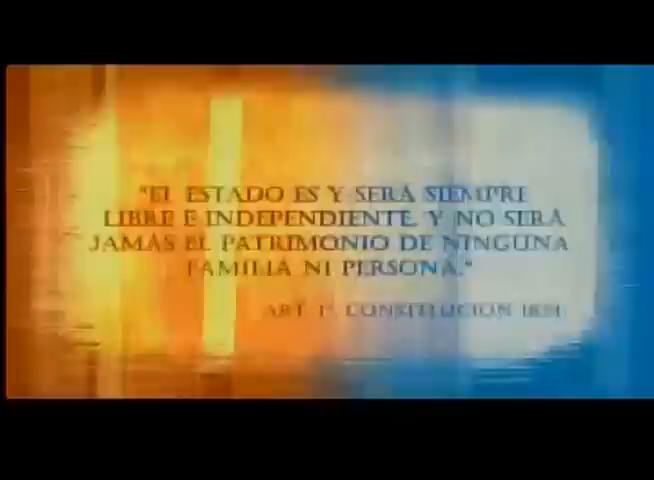 "EL ESTADO ES Y SERÁ SIEMPRE
LIBRE E INDEPENDIENTE, Y NO SERÁ
JAMÁS EL PATRIMONIO DE NINGUNA
FAMILIA NI PERSONA."
ART. 1º CONSTITUCIÓN